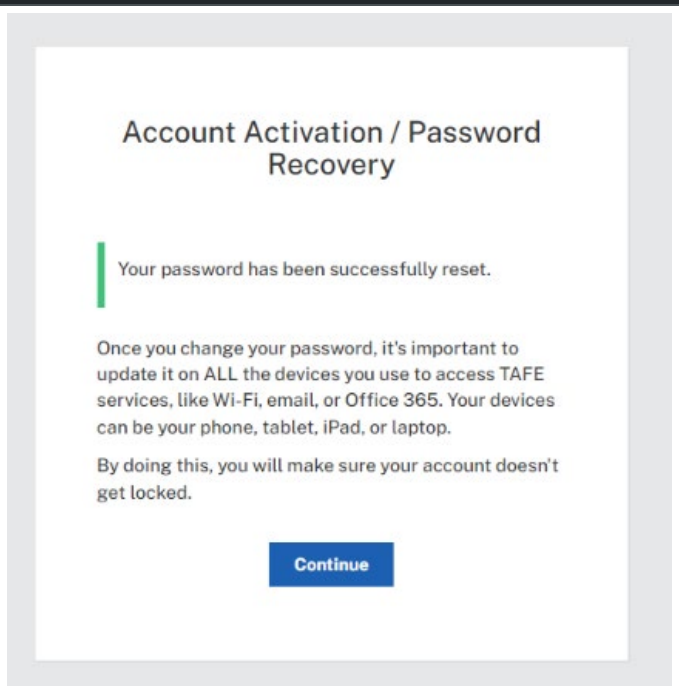 Account Activation / Password
Recovery
Your password has been successfully reset.
Once you change your password, it's important to
update it on ALL the devices you use to access TAFE
services, like Wi-Fi, email, or Office 365. Your devices
can be your phone, tablet, iPad, or laptop.
By doing this, you will make sure your account doesn't
get locked.
Continue